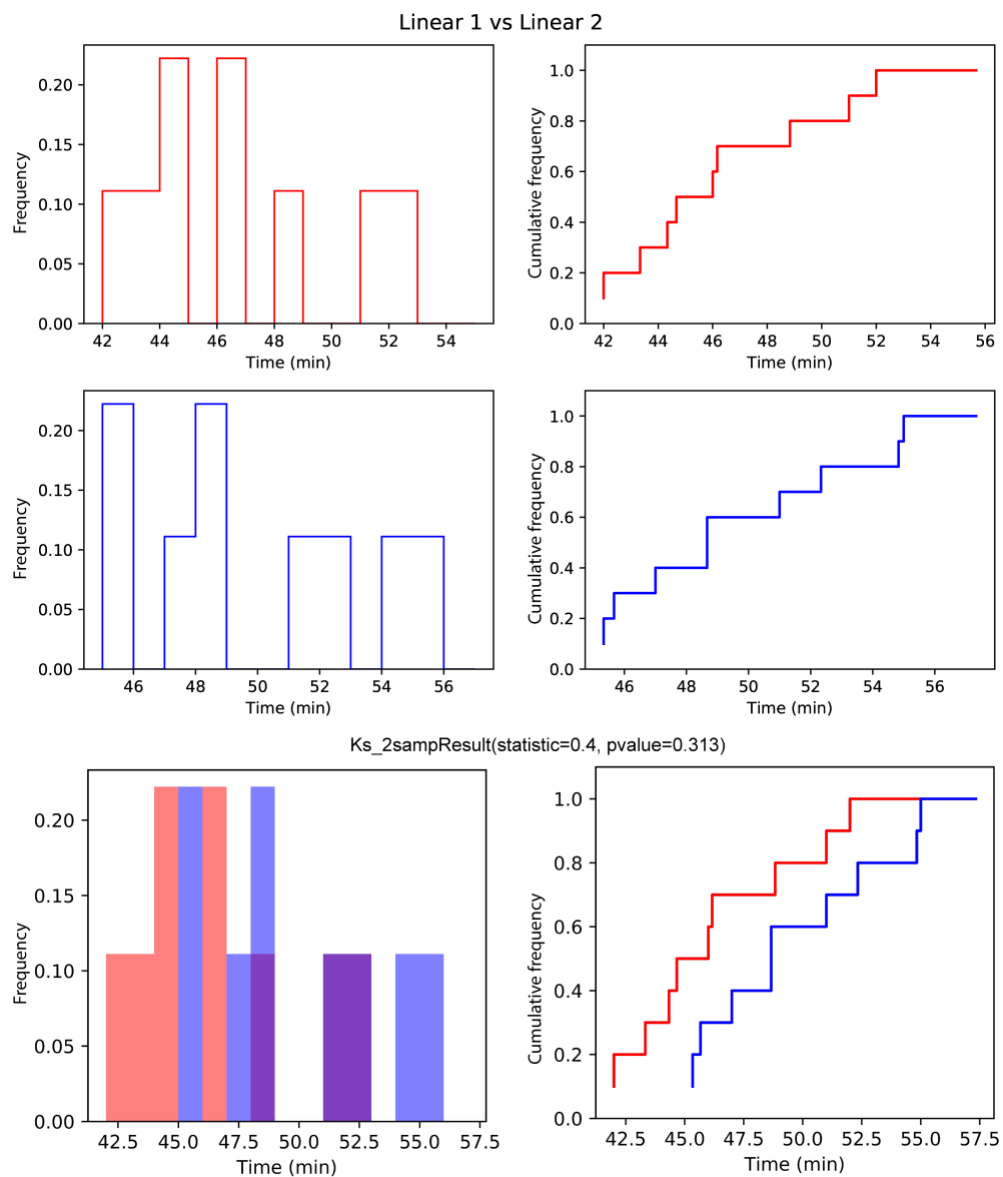 Linear 1 vs Linear 2
Frequency
0.20
0.15
0.10
0.05
0.00
42 44 46 48 50 52 54
Time (min)
Cumulative frequency
1.0
0.8
0.6
0.4
0.2
0.0
42 44 46 48 50 52 54 56
Time (min)
Frequency
0.20
0.15
0.10
0.05
0.00
46 48 50 52 54 56
Time (min)
Cumulative frequency
1.0
0.8
0.6
0.4
0.2
0.0
46 48 50 52 54 56
Time (min)
Ks_2sampResult(statistic=0.4, pvalue=0.313)
Frequency
0.20
0.15
0.10
0.05
0.00
42.5 45.0 47.5 50.0 52.5 55.0 57.5
Time (min)
Cumulative frequency
1.0
0.8
0.6
0.4
0.2
0.0
42.5 45.0 47.5 50.0 52.5 55.0 57.5
Time (min)